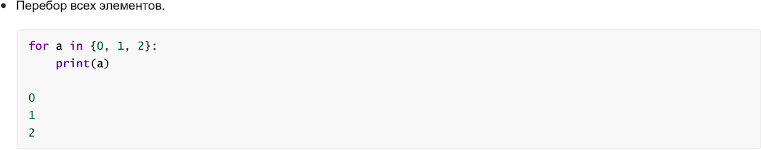 • Перебор всех элементов.
for a in {0, 1, 2}:
    print(a)
0
1
2